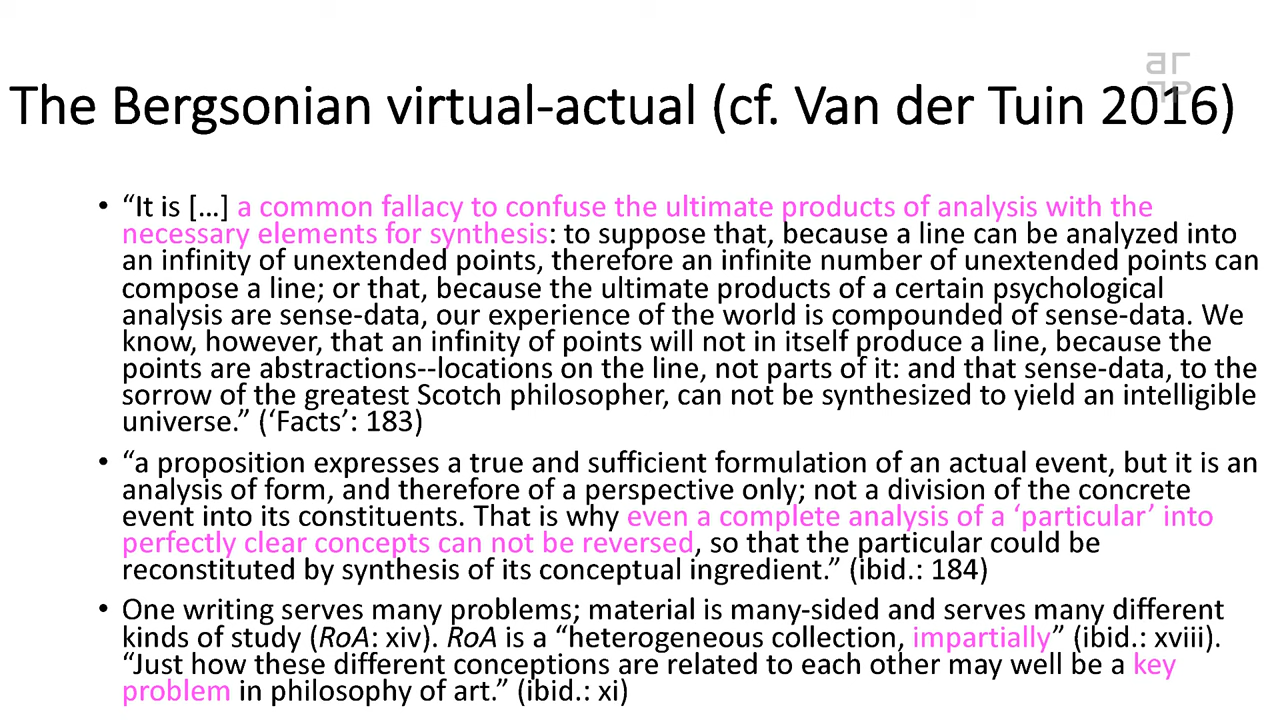 The Bergsonian virtual-actual (cf. Van der Tuin 2016)
• “It is […] a common fallacy to confuse the ultimate products of analysis with the
necessary elements for synthesis: to suppose that, because a line can be analyzed into
an infinity of unextended points, therefore an infinite number of unextended points can
compose a line; or that, because the ultimate products of a certain psychological
analysis are sense-data, our experience of the world is compounded of sense-data. We
know, however, that an infinity of points will not in itself produce a line, because the
points are abstractions--locations on the line, not parts of it: and that sense-data, to the
sorrow of the greatest Scotch philosopher, can not be synthesized to yield an intelligible
universe.” (‘Facts’: 183)
• “a proposition expresses a true and sufficient formulation of an actual event, but it is an
analysis of form, and therefore of a perspective only; not a division of the concrete
event into its constituents. That is why even a complete analysis of a ‘particular’ into
perfectly clear concepts can not be reversed, so that the particular could be
reconstituted by synthesis of its conceptual ingredient.” (ibid.: 184)
• One writing serves many problems; material is many-sided and serves many different
kinds of study (RoA: xiv). RoA is a “heterogeneous collection, impartially” (ibid.: xviii).
“Just how these different conceptions are related to each other may well be a key
problem in philosophy of art.” (ibid.: xi)